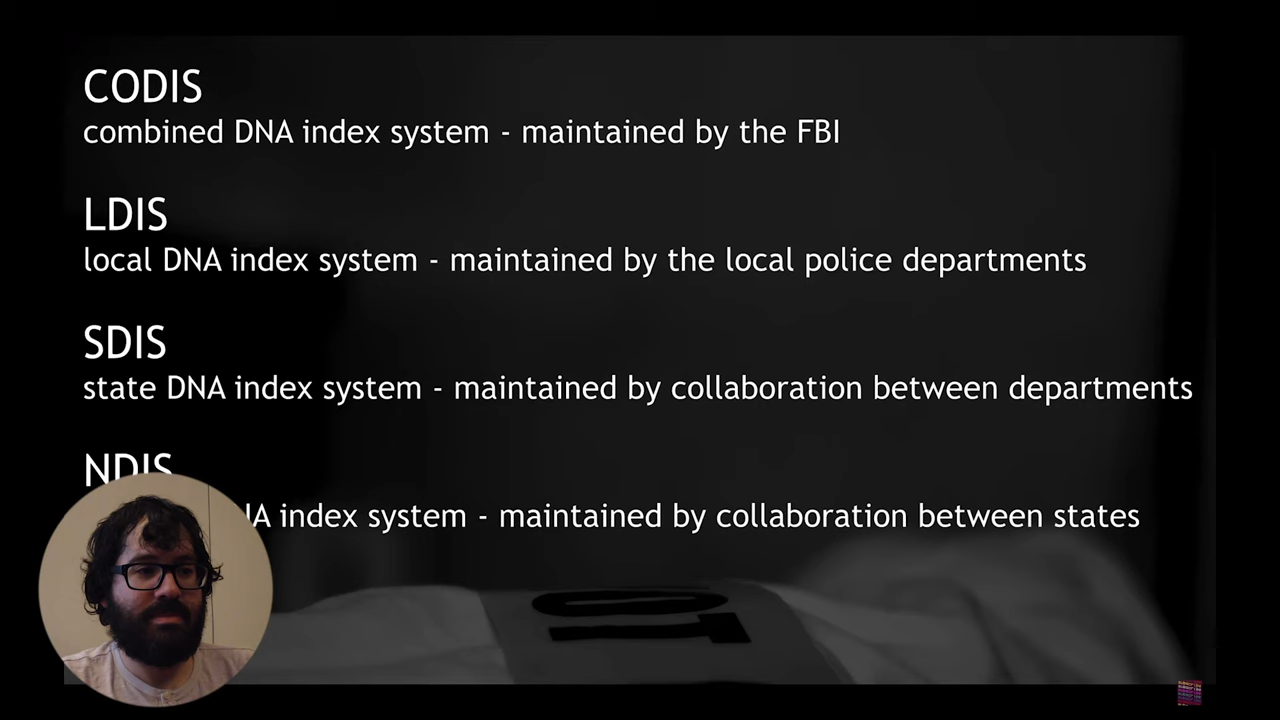 CODIS
combined DNA index system - maintained by the FBI
LDIS
local DNA index system - maintained by the local police departments
SDIS
state DNA index system - maintained by collaboration between departments
NDIS
index system - maintained by collaboration between states